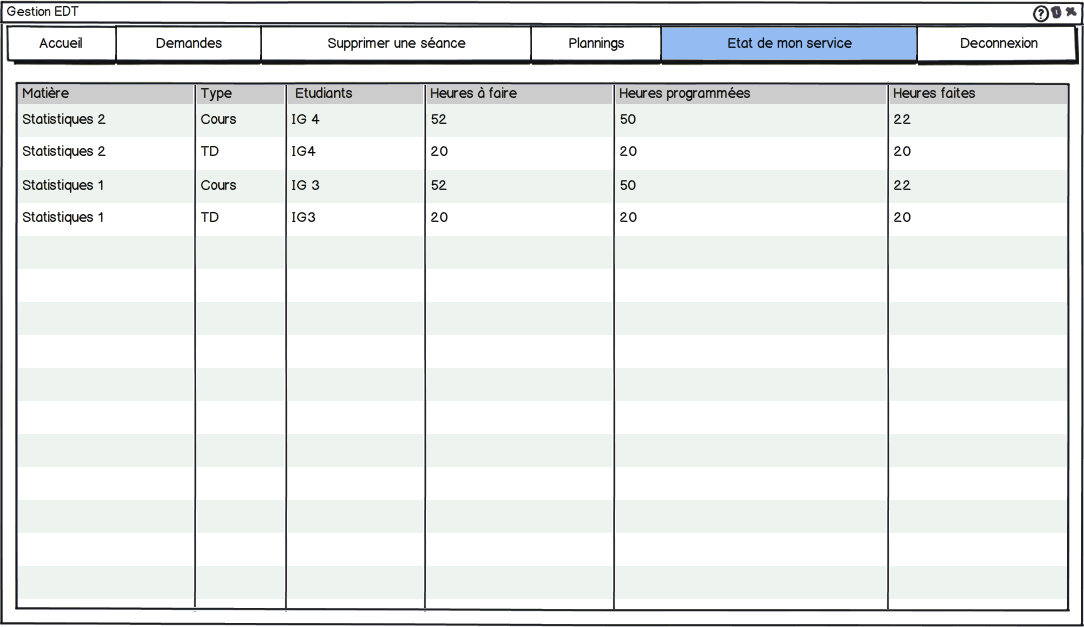 Gestion EDT
Accueil Demandes Supprimer une séance Plannings Etat de mon service Deconnexion
Matière Type Etudiants Heures à faire Heures programmées Heures faites
Statistiques 2 Cours IG 4 52 50 22
Statistiques 2 TD IG4 20 20 20
Statistiques 1 Cours IG 3 52 50 22
Statistiques 1 TD IG3 20 20 20